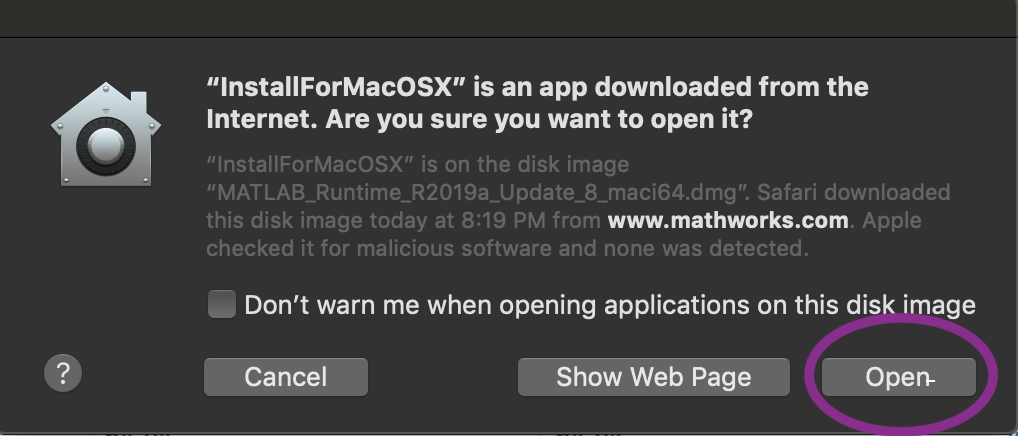 “InstallForMacOSX” is an app downloaded from the
Internet. Are you sure you want to open it?
“InstallForMacOSX” is on the disk image
“MATLAB_Runtime_R2019a_Update_8_maci64.dmg”. Safari downloaded
this disk image today at 8:19 PM from www.mathworks.com. Apple
checked it for malicious software and none was detected.
Don’t warn me when opening applications on this disk image
? Cancel Show Web Page Open